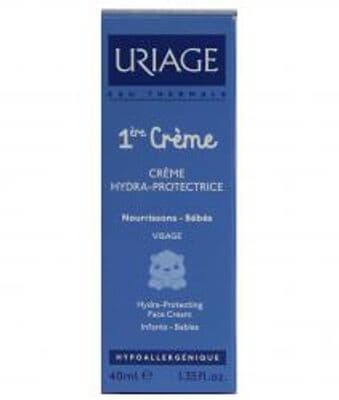 URIAGE
EAU THERMALE
1ère Crème
CRÈME
HYDRA-PROTECTRICE
Nourrissons - Bébés
VISAGE
Hydra-Protecting
Face Cream
Infants - Babies
HYPOALLERGÉNIQUE
40ml ℮ 1.35fl.oz.